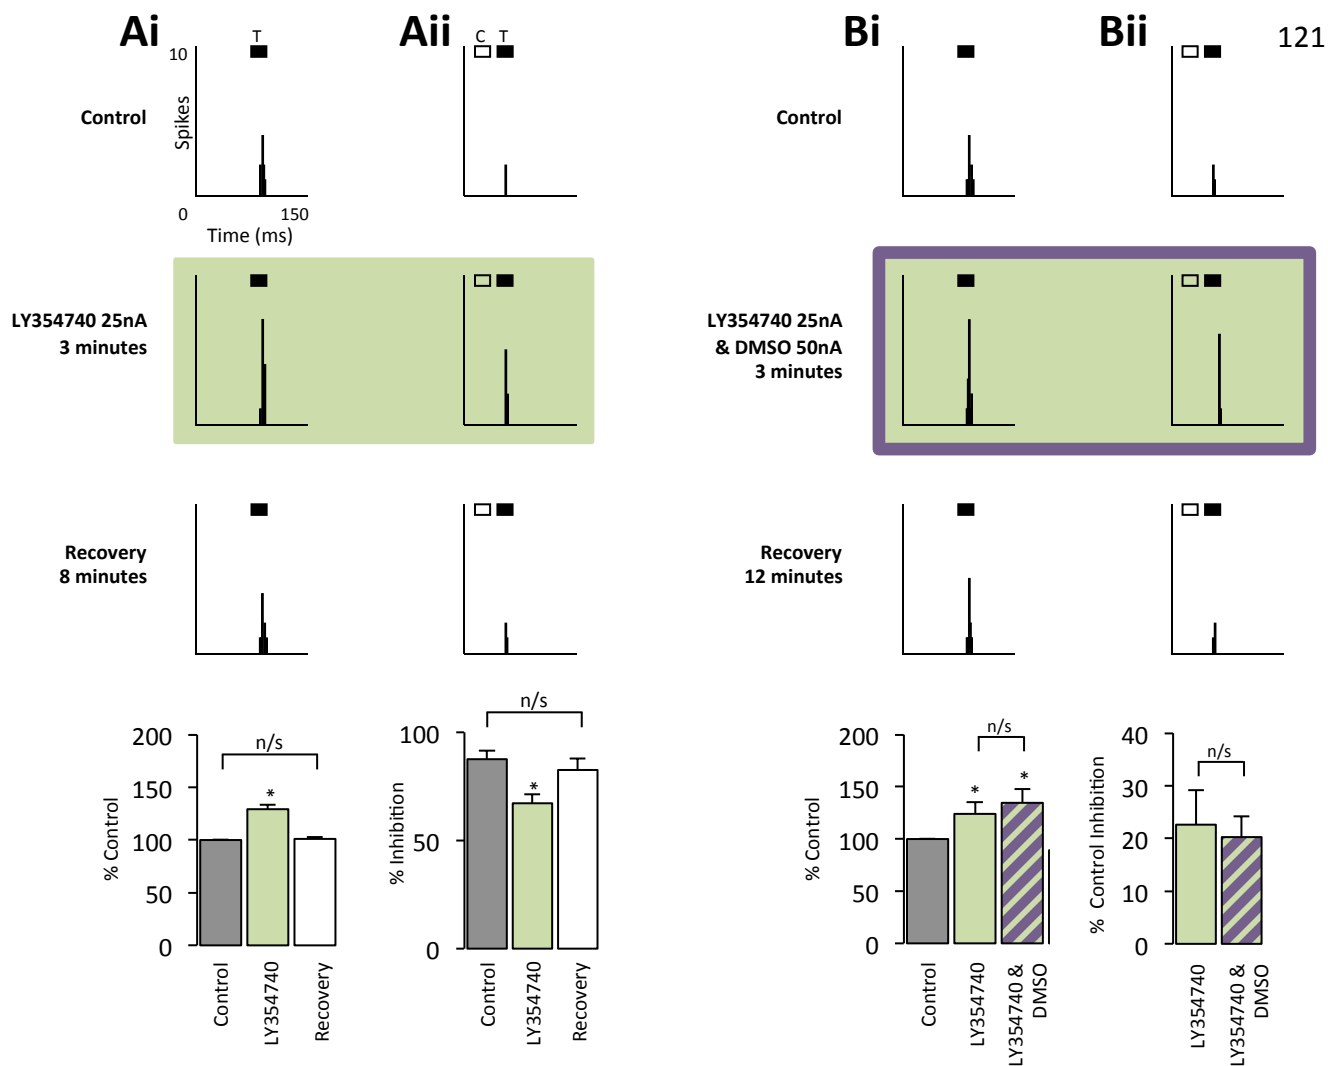 Ai
Aii
Bi
Bii
121
T
C T
10
Spikes
Control
0
150
Time (ms)
Control
LY354740 25nA
3 minutes
LY354740 25nA
& DMSO 50nA
3 minutes
Recovery
8 minutes
Recovery
12 minutes
% Control
200
150
100
50
0
n/s
*
Control
LY354740
Recovery
% Inhibition
100
50
0
n/s
*
Control
LY354740
Recovery
% Control
200
150
100
50
0
n/s
*
*
Control
LY354740
LY354740 &
DMSO
% Control Inhibition
40
30
20
10
0
n/s
LY354740
LY354740 &
DMSO